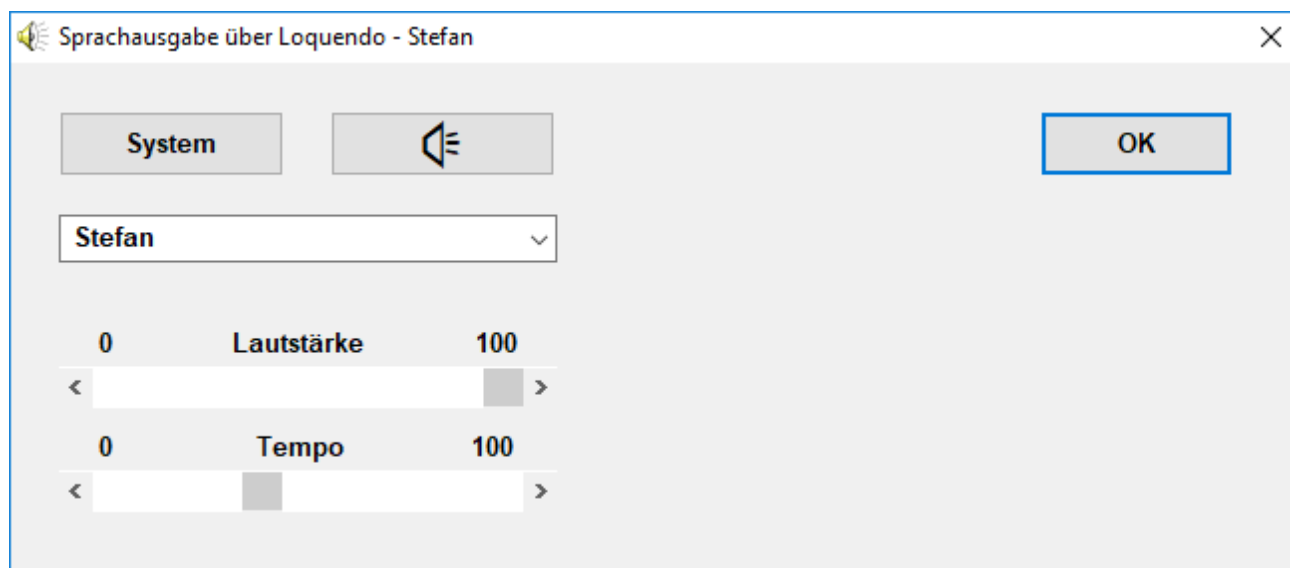 Sprachausgabe über Loquendo - Stefan
System
OK
Stefan
0 Lautstärke 100
0 Tempo 100